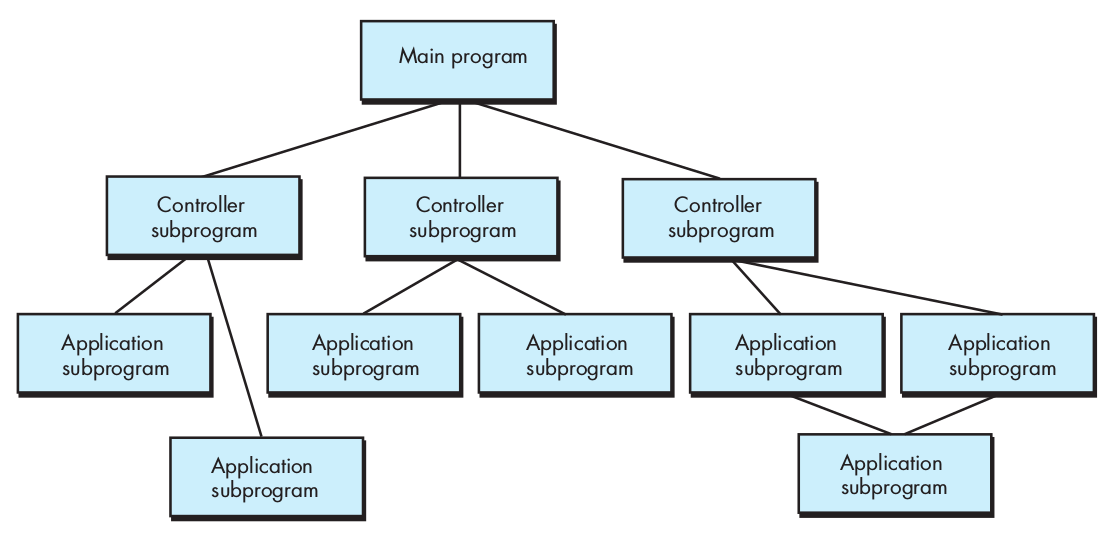 Main program
Controller
subprogram
Controller
subprogram
Controller
subprogram
Application
subprogram
Application
subprogram
Application
subprogram
Application
subprogram
Application
subprogram
Application
subprogram
Application
subprogram